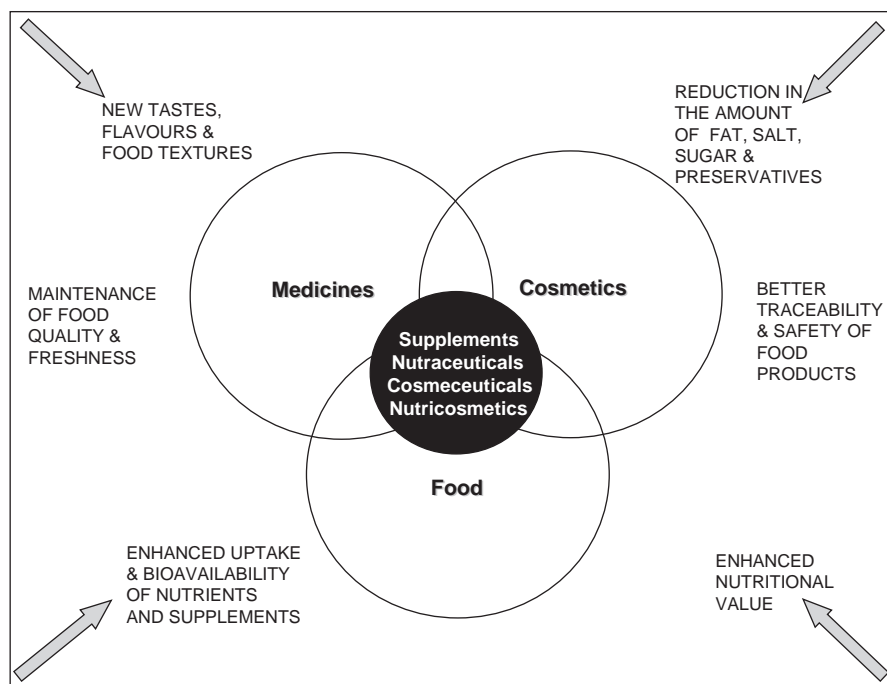 NEW TASTES,
FLAVOURS &
FOOD TEXTURES
REDUCTION IN
THE AMOUNT
OF FAT, SALT,
SUGAR &
PRESERVATIVES
Medicines
Cosmetics
MAINTENANCE
OF FOOD
QUALITY &
FRESHNESS
BETTER
TRACEABILITY
& SAFETY OF
FOOD
PRODUCTS
Supplements
Nutraceuticals
Cosmeceuticals
Nutricosmetics
Food
ENHANCED UPTAKE
& BIOAVAILABILITY
OF NUTRIENTS
AND SUPPLEMENTS
ENHANCED
NUTRITIONAL
VALUE